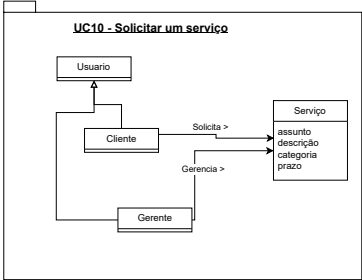 UC10 - Solicitar um serviço
Usuario
Serviço
assunto
descrição
categoria
prazo
Solicita >
Cliente
Gerencia >
Gerente